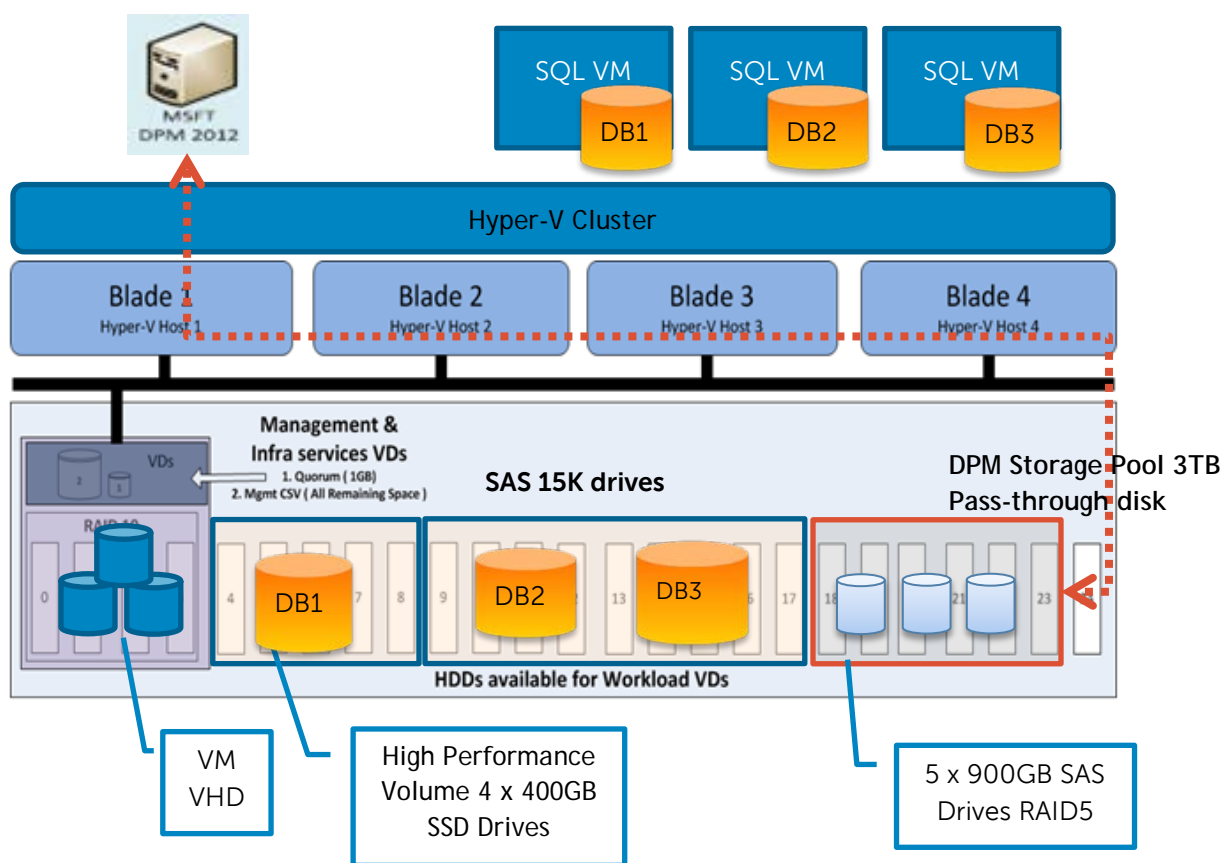 MSFT
DPM 2012
SQL VM
DB1
SQL VM
DB2
SQL VM
DB3
Hyper-V Cluster
Blade 1
Hyper-V Host 1
Blade 2
Hyper-V Host 2
Blade 3
Hyper-V Host 3
Blade 4
Hyper-V Host 4
VDs
2
1
Management &
Infra services VDs
1. Quorum ( 1GB)
2. Mgmt CSV ( All Remaining Space )
SAS 15K drives
DPM Storage Pool 3TB
Pass-through disk
RAID 10
0
4
DB1
7
8
9
DB2
13
DB3
17
18
21
23
HDDs available for Workload VDs
VM
VHD
High Performance
Volume 4 x 400GB
SSD Drives
5 x 900GB SAS
Drives RAID5